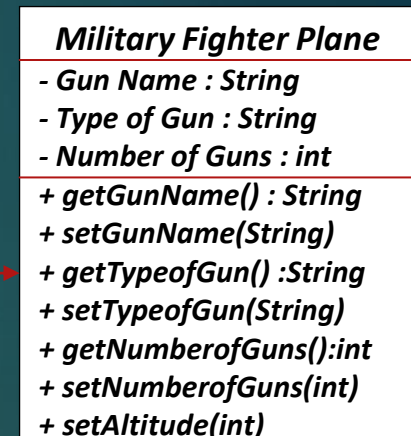 Military Fighter Plane
- Gun Name : String
- Type of Gun : String
- Number of Guns : int
+ getGunName() : String
+ setGunName(String)
+ getTypeofGun() :String
+ setTypeofGun(String)
+ getNumberofGuns():int
+ setNumberofGuns(int)
+ setAltitude(int)